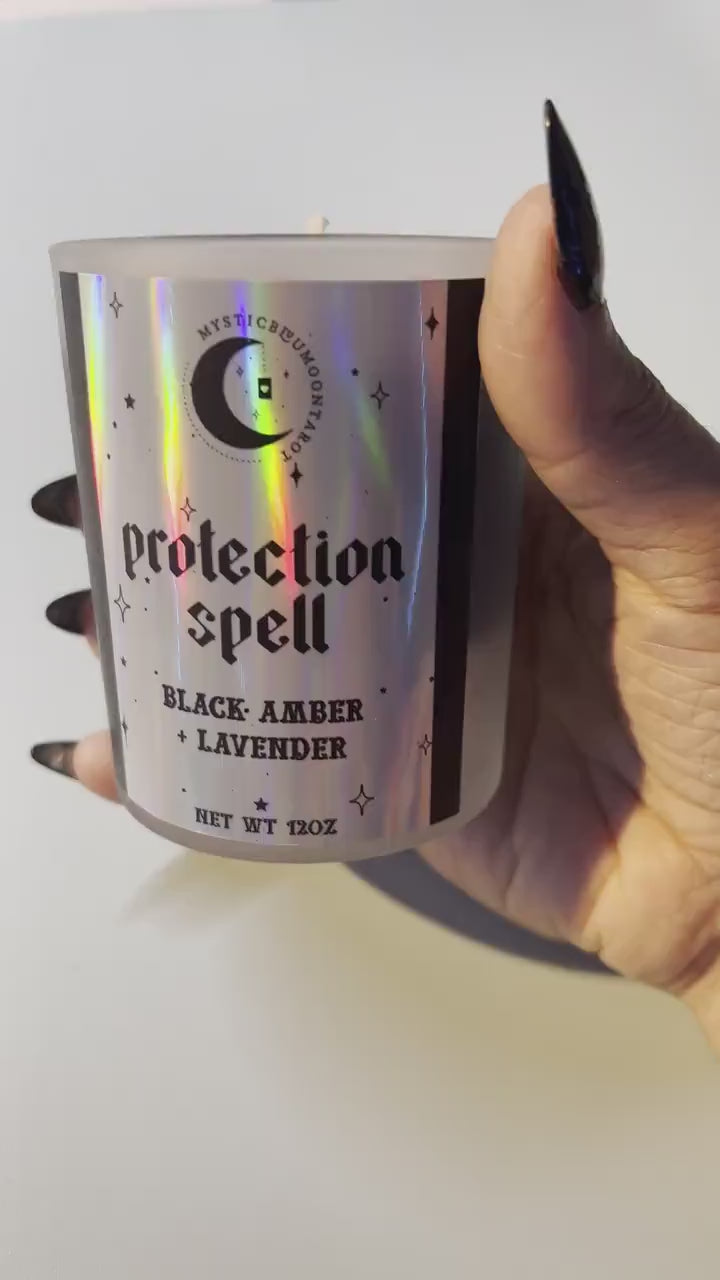 MYSTICBLUMOONTAROT
protection
spell
BLACK AMBER
+ LAVENDER
NET WT 12OZ